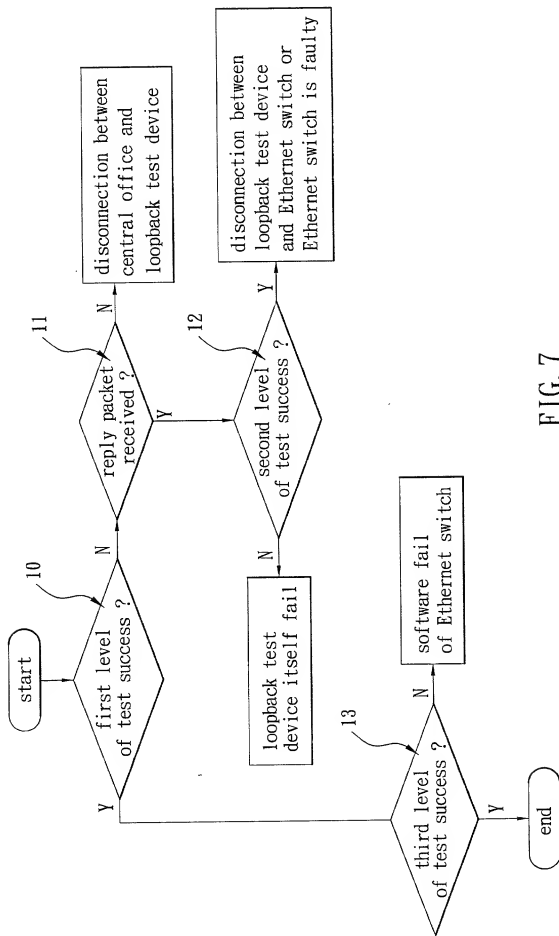 start
10
first level
of test success ?
Y
N
11
reply packet
received ?
N
disconnection between
central office and
loopback test device
Y
12
second level
of test success ?
Y
disconnection between
loopback test device
and Ethernet switch or
Ethernet switch is faulty
N
loopback test
device itself fail
13
third level
of test success ?
N
software fail
of Ethernet switch
Y
end
FIG. 7